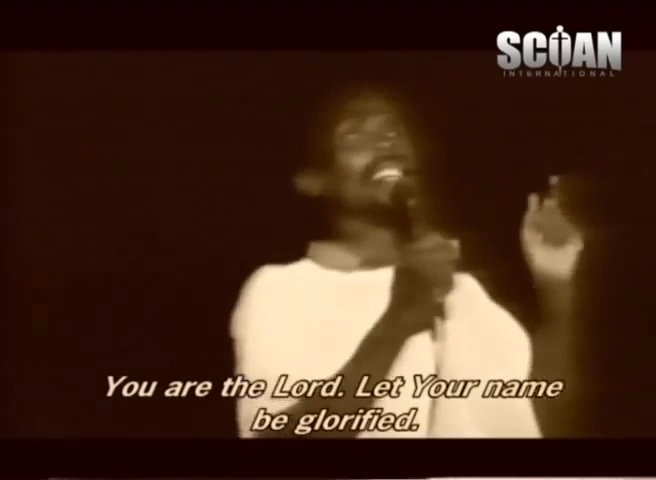 SCOAN
INTERNATIONAL
You are the Lord. Let Your name
be glorified.